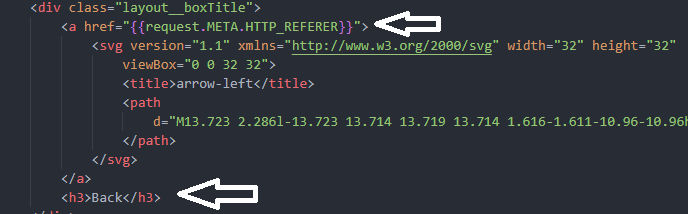 <div class="layout__boxTitle">
<a href="{{request.META.HTTP_REFERER}}">
<svg version="1.1" xmlns="http://www.w3.org/2000/svg" width="32" height="32"
viewBox="0 0 32 32">
<title>arrow-left</title>
<path
d="M13.723 2.286l-13.723 13.714 13.719 13.714 1.616-1.611-10.96-10.96h
</path>
</svg>
</a>
<h3>Back</h3>
</div>